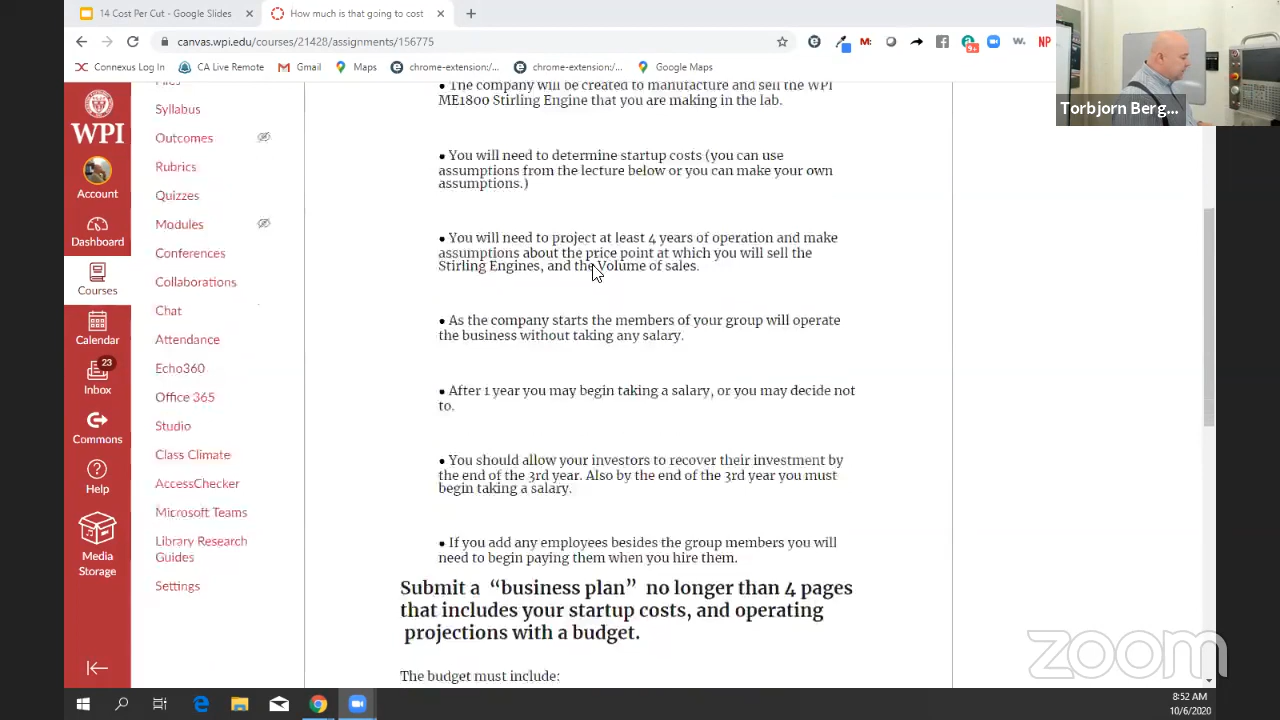 14 Cost Per Cut - Google Slides
How much is that going to cost
canvas.wpi.edu/courses/21428/assignments/156775
Connexus Log In
CA Live Remote
Gmail
Maps
chrome-extension:/...
chrome-extension:/...
Google Maps
Torbjorn Berg...
WPI
Account
Dashboard
Courses
Calendar
23
Inbox
Commons
Help
Media
Storage
Syllabus
Outcomes
Rubrics
Quizzes
Modules
Conferences
Collaborations
Chat
Attendance
Echo360
Office 365
Studio
Class Climate
AccessChecker
Microsoft Teams
Library Research
Guides
Settings
• The company will be created to manufacture and sell the WPI
ME1800 Stirling Engine that you are making in the lab.
• You will need to determine startup costs (you can use
assumptions from the lecture below or you can make your own
assumptions.)
• You will need to project at least 4 years of operation and make
assumptions about the price point at which you will sell the
Stirling Engines, and the Volume of sales.
• As the company starts the members of your group will operate
the business without taking any salary.
• After 1 year you may begin taking a salary, or you may decide not
to.
• You should allow your investors to recover their investment by
the end of the 3rd year. Also by the end of the 3rd year you must
begin taking a salary.
• If you add any employees besides the group members you will
need to begin paying them when you hire them.
Submit a “business plan” no longer than 4 pages
that includes your startup costs, and operating
projections with a budget.
The budget must include:
zoom
8:52 AM
10/6/2020